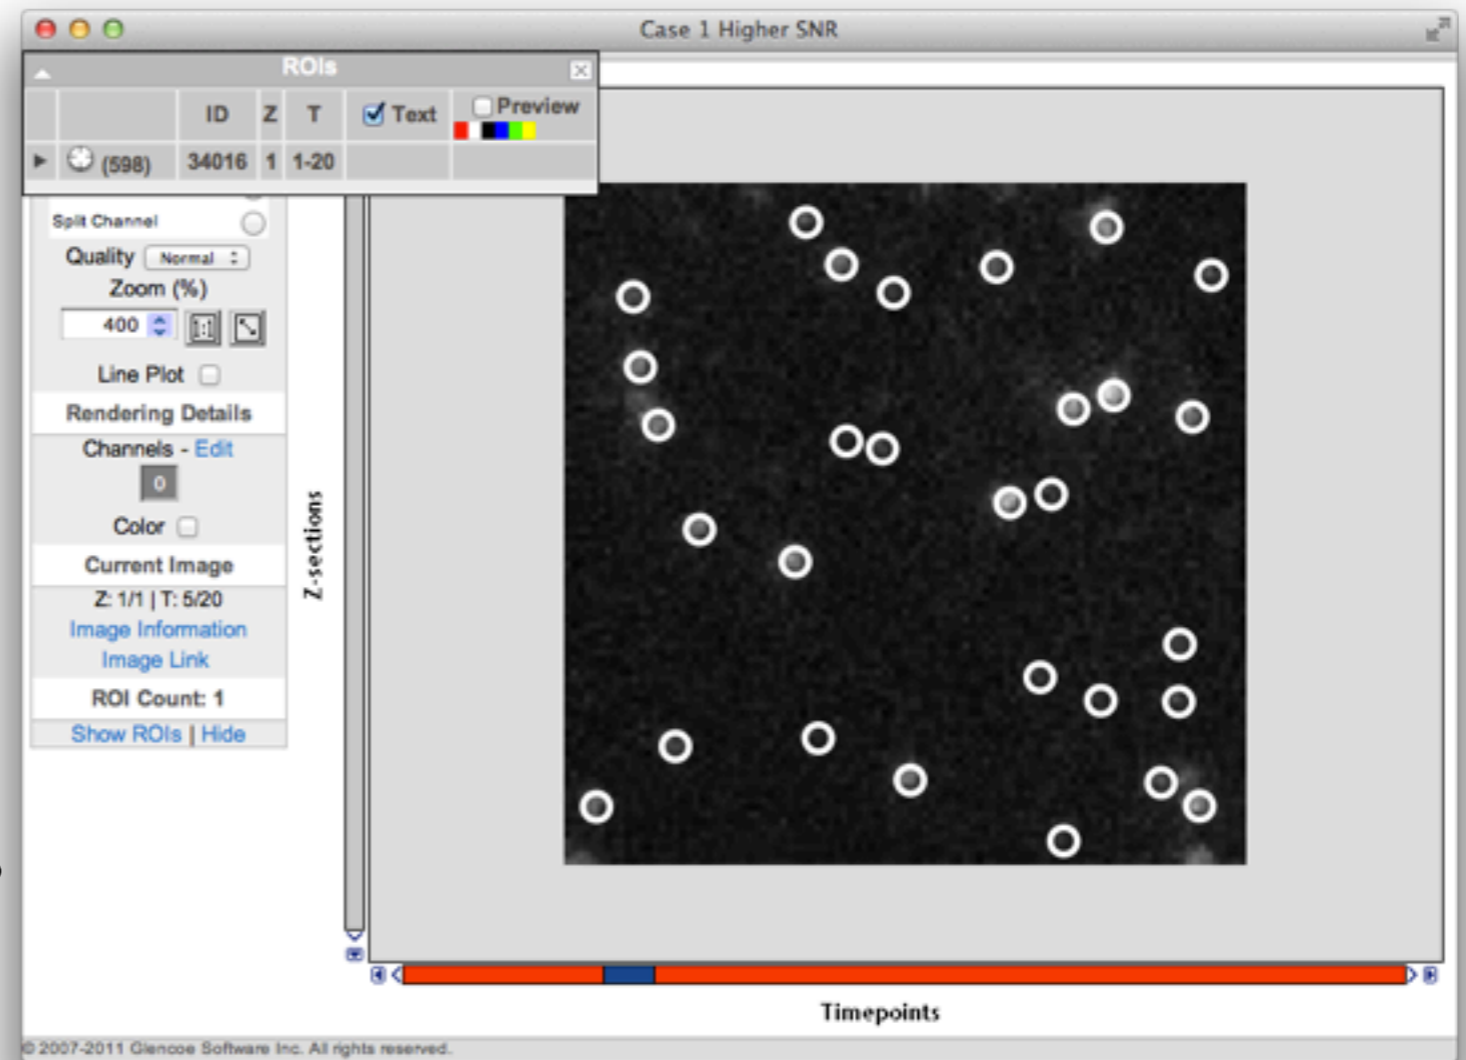 Case 1 Higher SNR
ROIs
ID Z T Text Preview
(598) 34016 1 1-20
Split Channel
Quality Normal
Zoom (%)
400 1:1
Line Plot
Rendering Details
Channels - Edit
0
Color
Current Image
Z: 1/1 | T: 5/20
Image Information
Image Link
ROI Count: 1
Show ROIs | Hide
Z-sections
Timepoints
© 2007-2011 Glencoe Software Inc. All rights reserved.